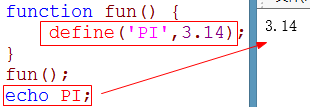 function fun() {
define('PI',3.14);
}
fun();
echo PI;
3.14